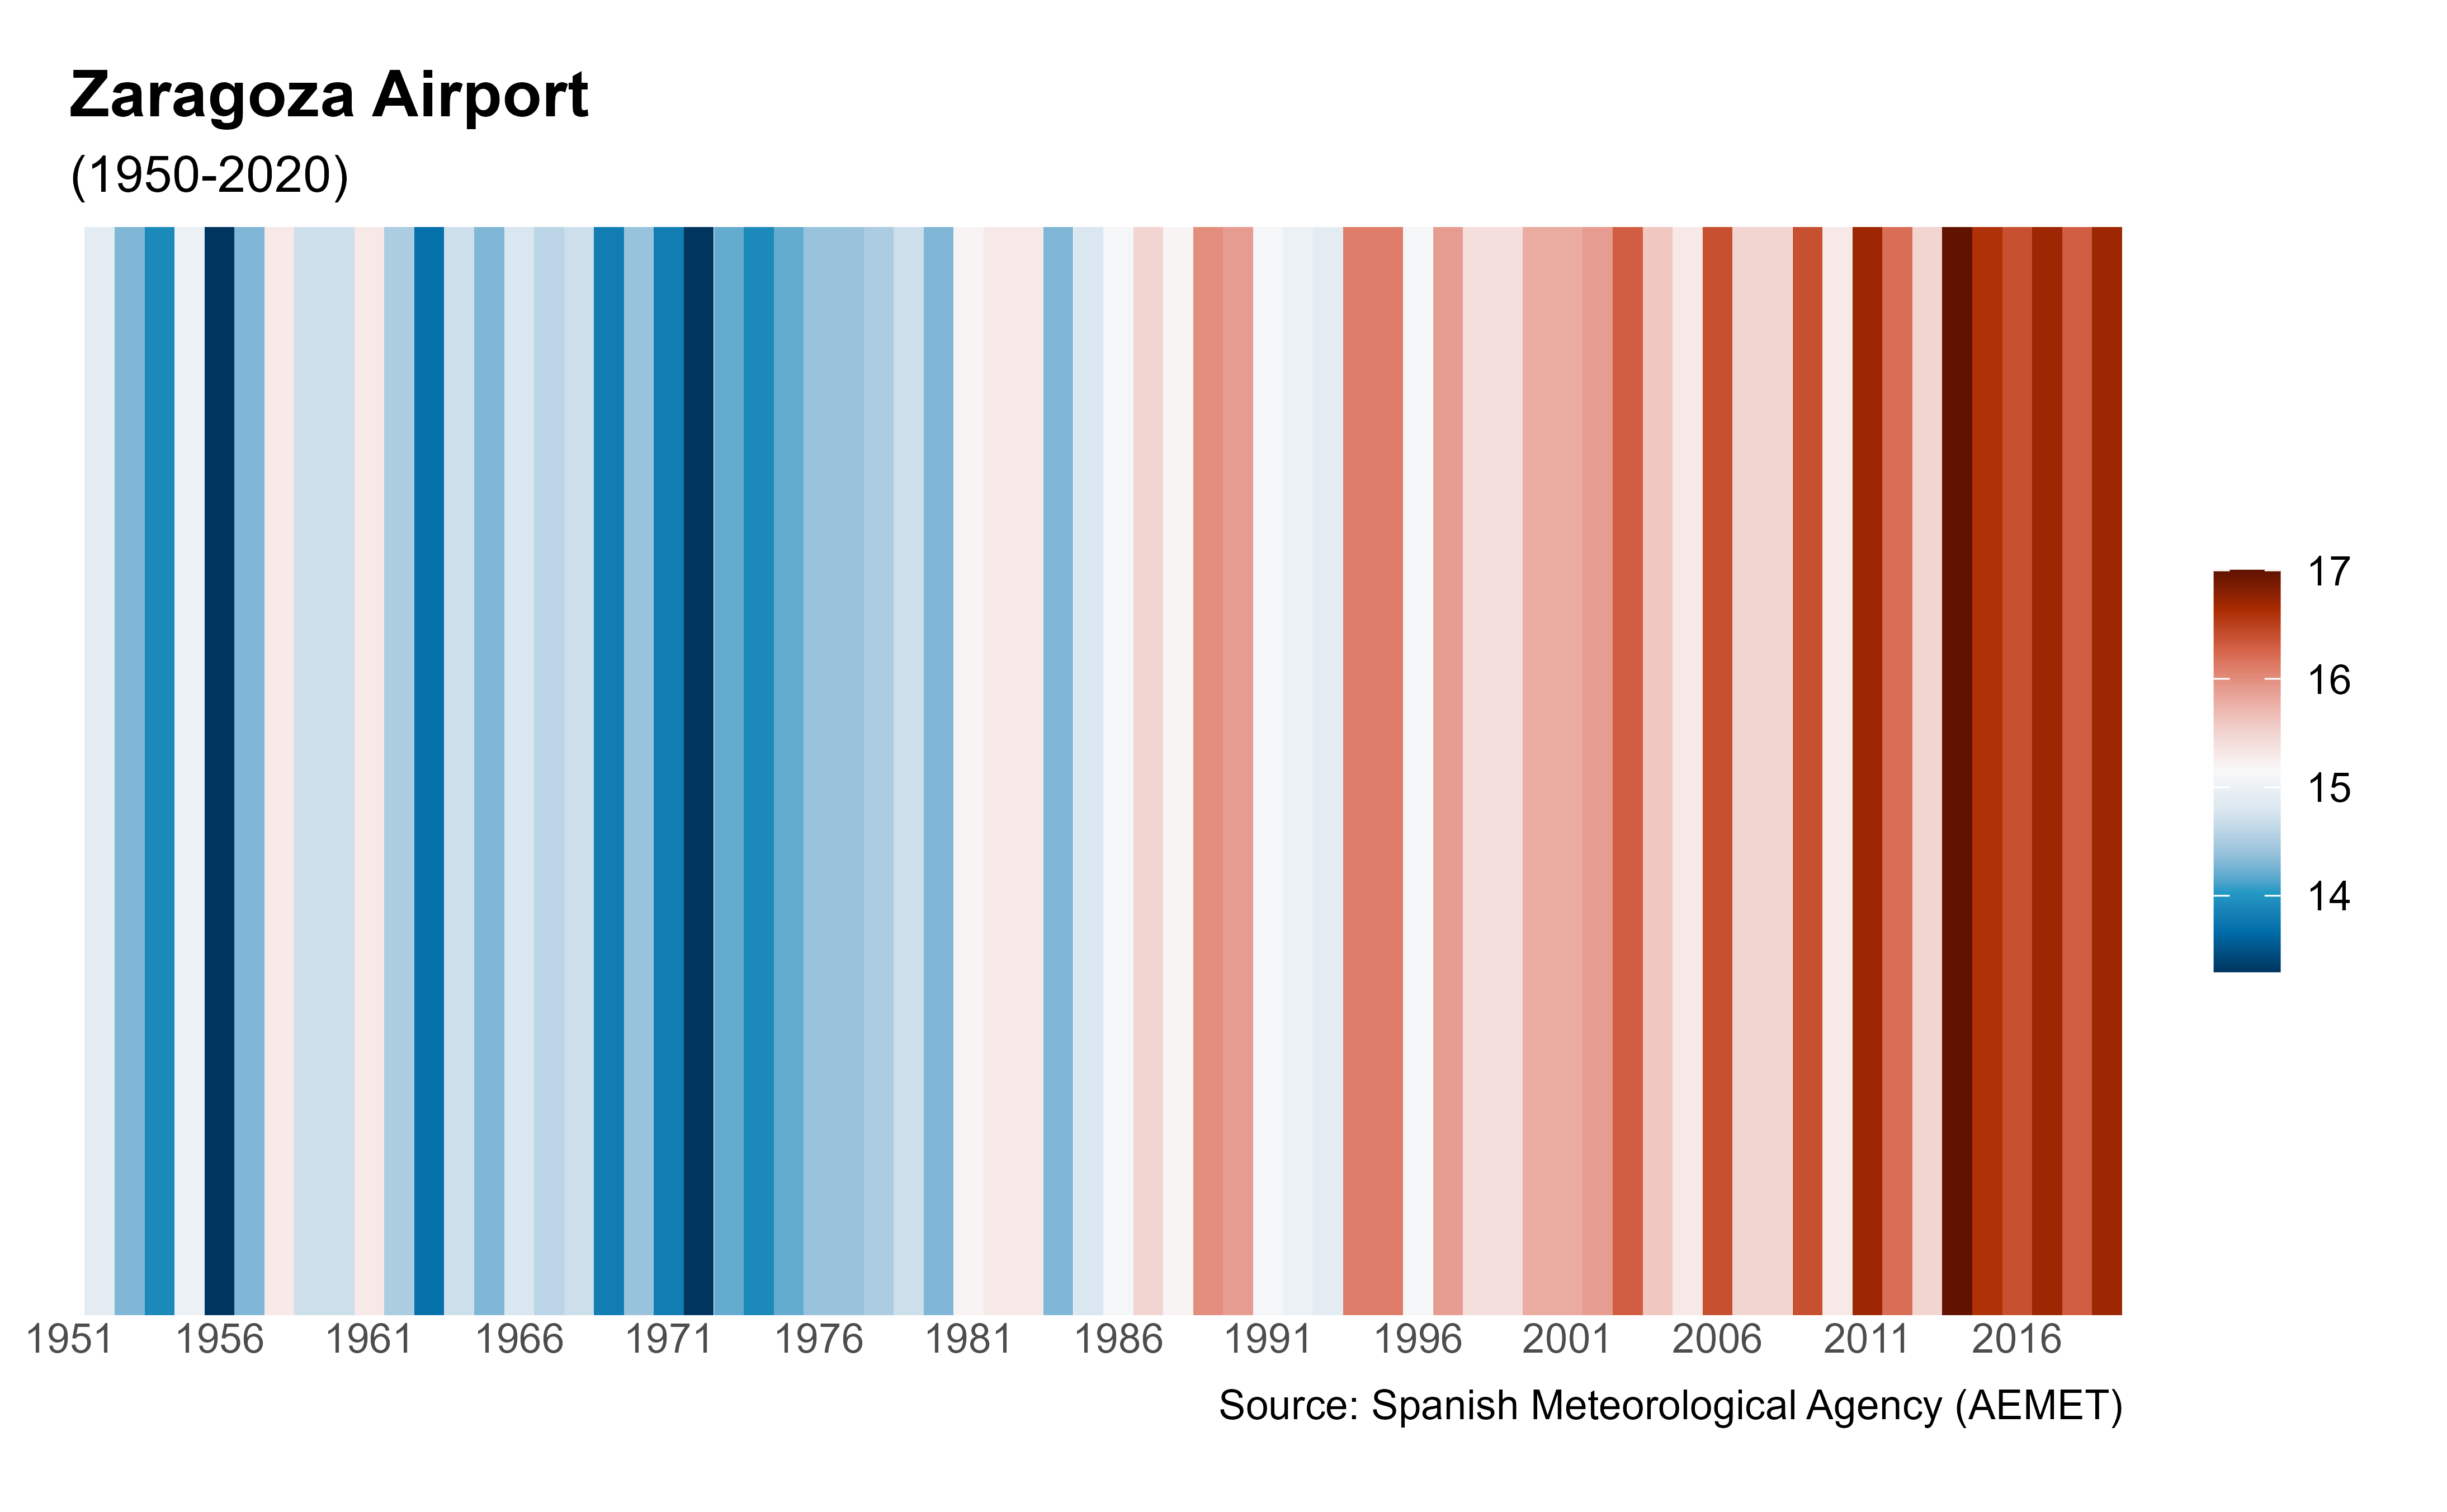 Zaragoza Airport
(1950-2020)
17
16
15
14
1951 1956 1961 1966 1971 1976 1981 1986 1991 1996 2001 2006 2011 2016
Source: Spanish Meteorological Agency (AEMET)